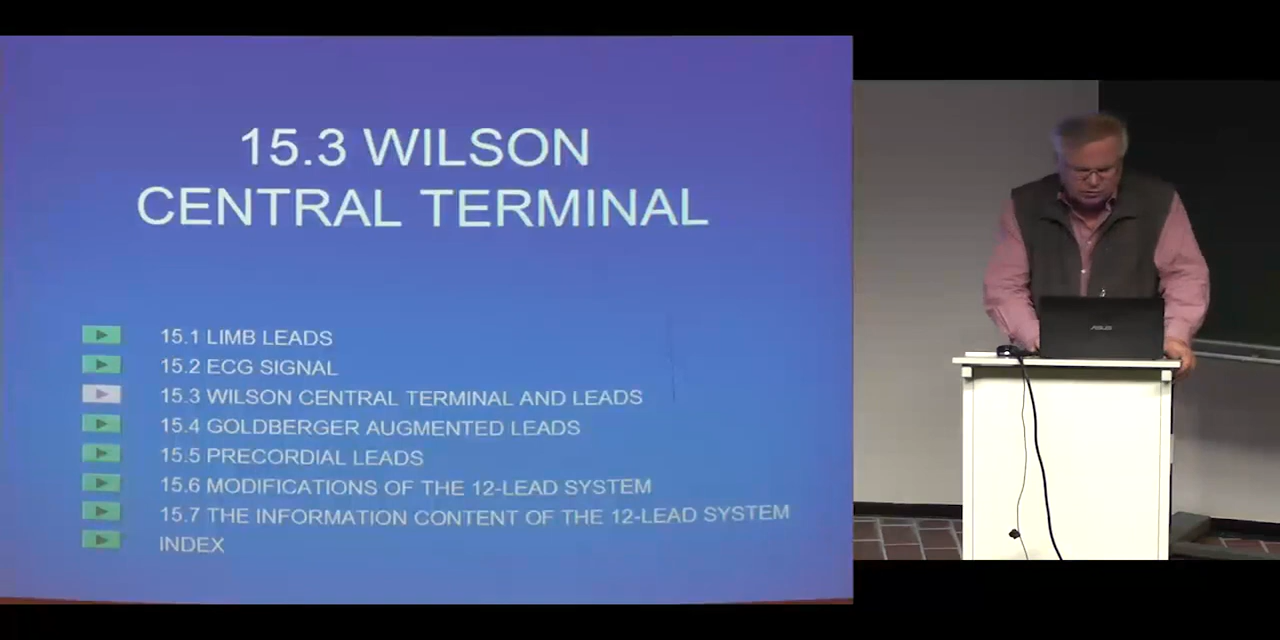 15.3 WILSON
CENTRAL TERMINAL
15.1 LIMB LEADS
15.2 ECG SIGNAL
15.3 WILSON CENTRAL TERMINAL AND LEADS
15.4 GOLDBERGER AUGMENTED LEADS
15.5 PRECORDIAL LEADS
15.6 MODIFICATIONS OF THE 12-LEAD SYSTEM
15.7 THE INFORMATION CONTENT OF THE 12-LEAD SYSTEM
INDEX
ASUS